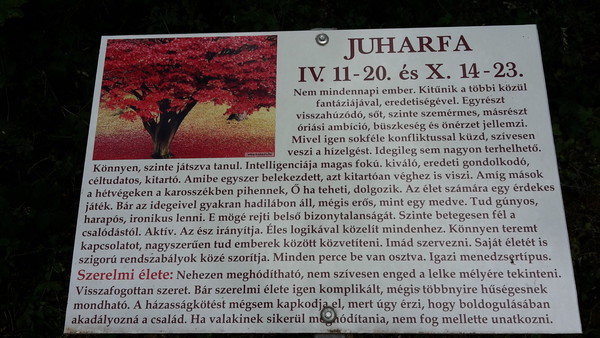 JUHARFA
IV. 11-20. és X. 14-23.
Nem mindennapi ember. Kitűnik a többi közül
fantáziájával, eredetiségével. Egyrészt
visszahúzódó, sőt, szinte szemérmes, másrészt
óriási ambíció, büszkeség és önérzet jellemzi.
Mivel igen sokféle konfliktussal küzd, szívesen
veszi a hízelgést. Idegileg sem nagyon terhelhető.
Könnyen, szinte játszva tanul. Intelligenciája magas fokú. kiváló, eredeti gondolkodó,
céltudatos, kitartó. Amibe egyszer belekezdett, azt kitartóan véghez is viszi. Amíg mások
a hétvégeken a karosszékben pihennek, Ő ha teheti, dolgozik. Az élet számára egy érdekes
játék. Bár az idegeivel gyakran hadilábon áll, mégis erős, mint egy medve. Tud gúnyos,
harapós, ironikus lenni. E mögé rejti belső bizonytalanságát. Szinte betegesen fél a
csalódástól. Aktív. Az ész irányítja. Éles logikával közelít mindenhez. Könnyen teremt
kapcsolatot, nagyszerűen tud emberek között közvetíteni. Imád szervezni. Saját életét is
szigorú rendszabályok közé szorítja. Minden perce be van osztva. Igazi menedzsertípus.
Szerelmi élete: Nehezen meghódítható, nem szívesen enged a lelke mélyére tekinteni.
Visszafogottan szeret. Bár szerelmi élete igen komplikált, mégis többnyire hűségesnek
mondható. A házasságkötést mégsem kapkodja el, mert úgy érzi, hogy boldogulásában
akadályozná a család. Ha valakinek sikerül meghódítania, nem fog mellette unatkozni.